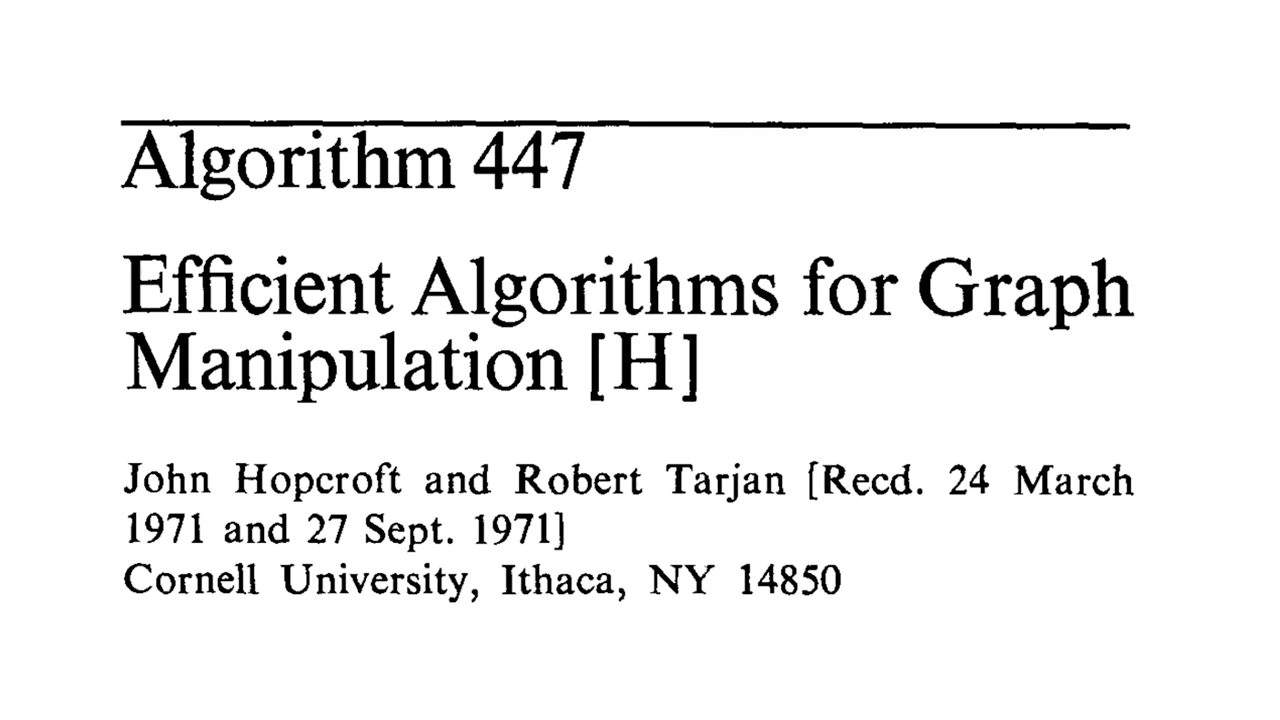 Algorithm 447
Efficient Algorithms for Graph
Manipulation [H]
John Hopcroft and Robert Tarjan [Recd. 24 March
1971 and 27 Sept. 1971]
Cornell University, Ithaca, NY 14850